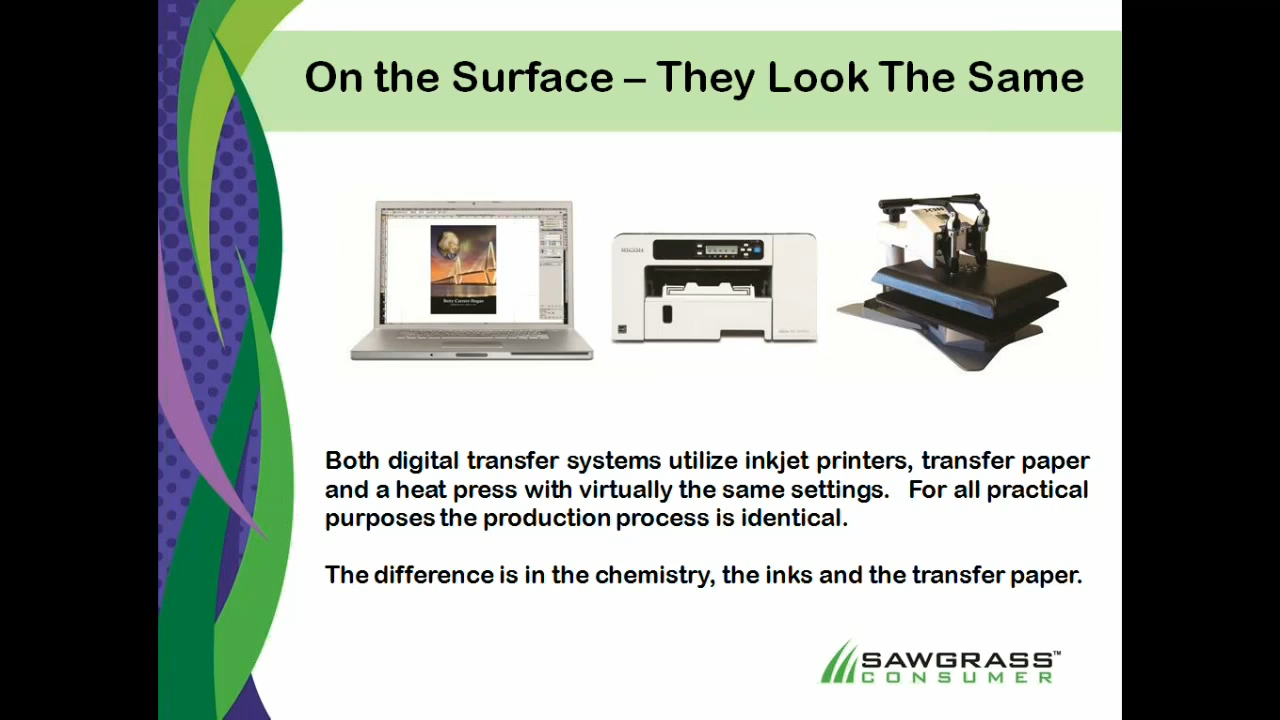 On the Surface – They Look The Same
RICOH
Both digital transfer systems utilize inkjet printers, transfer paper
and a heat press with virtually the same settings. For all practical
purposes the production process is identical.
The difference is in the chemistry, the inks and the transfer paper.
SAWGRASS™
CONSUMER